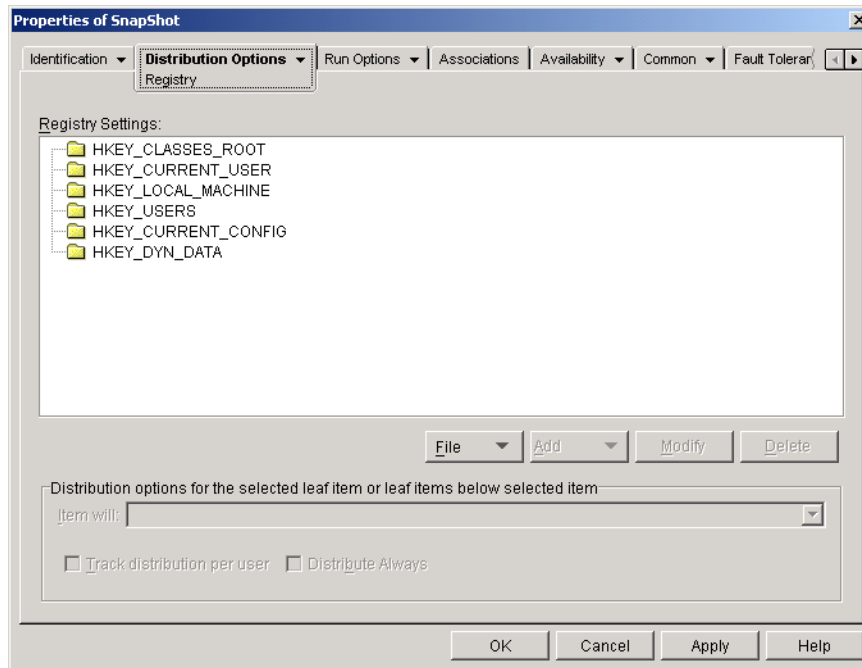 Properties of SnapShot
Identification
Distribution Options
Run Options
Associations
Availability
Common
Registry
Registry Settings:
HKEY_CLASSES_ROOT
HKEY_CURRENT_USER
HKEY_LOCAL_MACHINE
HKEY_USERS
HKEY_CURRENT_CONFIG
HKEY_DYN_DATA
File
Add
Modify
Delete
Distribution options for the selected leaf item or leaf items below selected item
Item will:
Track distribution per user
Distribute Always
OK
Cancel
Apply
Help